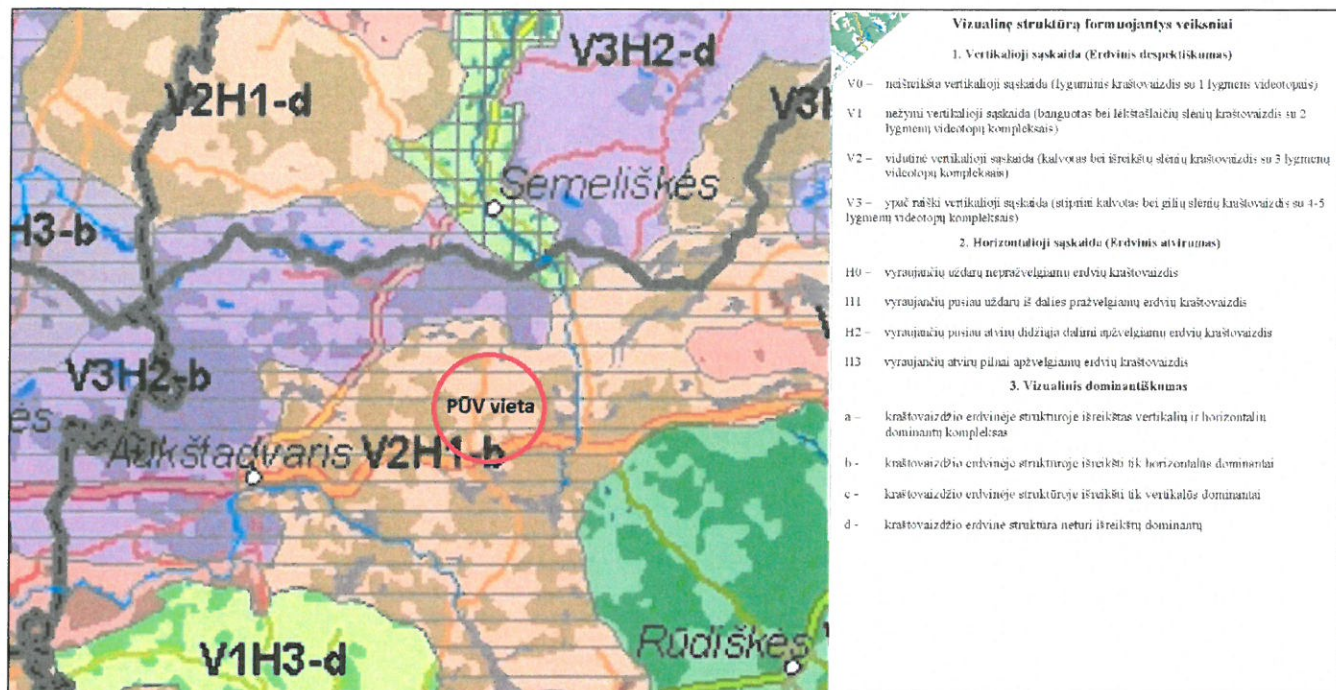 V2H1-d
V3H2-d
Semeliškės
H3-b
V3H2-b
PŪV vieta
Aukštadvaris
V2H1-b
V1H3-d
Rūdiškės
Vizualinę struktūrą formuojantys veiksniai
1. Vertikalioji sąskaida (Erdvinis despektiškumas)
V0 – neišreikšta vertikalioji sąskaida (lyguminis kraštovaizdis su 1 lygmens videotopais)
V1 nežymi vertikalioji sąskaida (banguotas bei lėkštašlaičių slėnių kraštovaizdis su 2
lygmenų videotopų kompleksais)
V2 – vidutinė vertikalioji sąskaida (kalvotas bei išreikštų slėnių kraštovaizdis su 3 lygmenų
videotopų kompleksais)
V3 – ypač raiški vertikalioji sąskaida (stipriai kalvotas bei gilių slėnių kraštovaizdis su 4-5
lygmenų videotopų kompleksais)
2. Horizontalioji sąskaida (Erdvinis atvirumas)
H0 – vyraujančių uždarų nepražvelgiamų erdvių kraštovaizdis
H1 vyraujančių pusiau uždarų iš dalies pražvelgiamų erdvių kraštovaizdis
H2 – vyraujančių pusiau atvirų didžiąja dalimi apžvelgiamų erdvių kraštovaizdis
H3 vyraujančių atvirų pilnai apžvelgiamų erdvių kraštovaizdis
3. Vizualinis dominantiškumas
a – kraštovaizdžio erdvinėje struktūroje išreikštas vertikalių ir horizontalių
dominantų kompleksas
b - kraštovaizdžio erdvinėje struktūroje išreikšti tik horizontalūs dominantai
c - kraštovaizdžio erdvinėje struktūroje išreikšti tik vertikalūs dominantai
d - kraštovaizdžio erdvinė struktūra neturi išreikštų dominantų